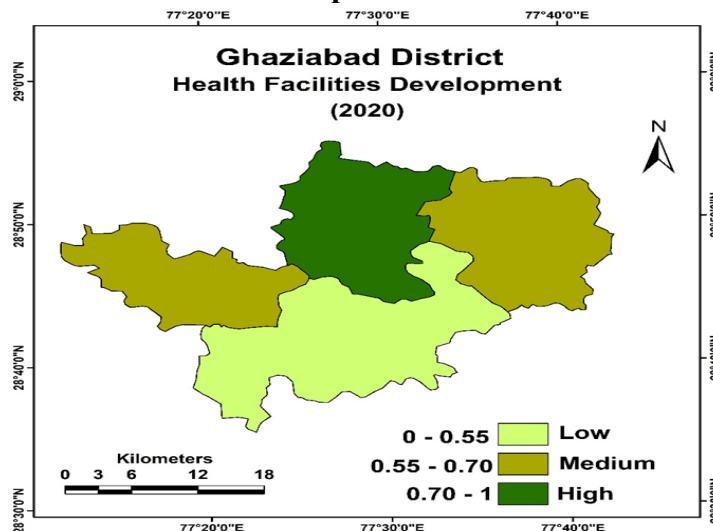 77°20'0"E 77°30'0"E 77°40'0"E
Ghaziabad District
Health Facilities Development
(2020)
N
29°0'0"N
28°50'0"N
28°40'0"N
28°30'0"N
Kilometers
0 3 6 12 18
0 - 0.55 Low
0.55 - 0.70 Medium
0.70 - 1 High
77°20'0"E 77°30'0"E 77°40'0"E